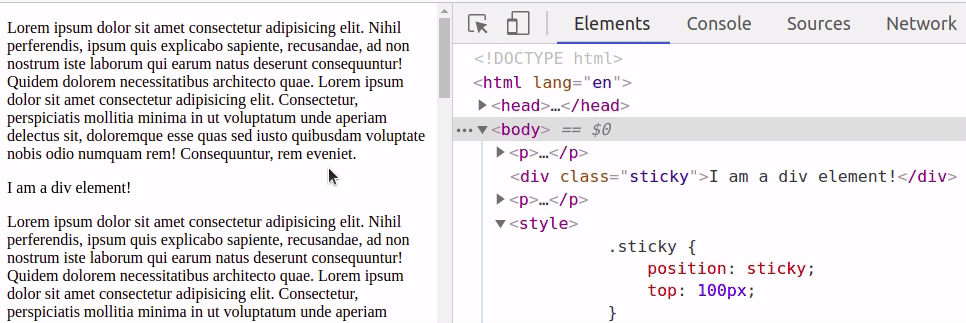 Lorem ipsum dolor sit amet consectetur adipisicing elit. Nihil
perferendis, ipsum quis explicabo sapiente, recusandae, ad non
nostrum iste laborum qui earum natus deserunt consequuntur!
Quidem dolorem necessitatibus architecto quae. Lorem ipsum
dolor sit amet consectetur adipisicing elit. Consectetur,
perspiciatis mollitia minima in ut voluptatum unde aperiam
delectus sit, doloremque esse quas sed iusto quibusdam voluptate
nobis odio numquam rem! Consequuntur, rem eveniet.
I am a div element!
Lorem ipsum dolor sit amet consectetur adipisicing elit. Nihil
perferendis, ipsum quis explicabo sapiente, recusandae, ad non
nostrum iste laborum qui earum natus deserunt consequuntur!
Quidem dolorem necessitatibus architecto quae. Lorem ipsum
dolor sit amet consectetur adipisicing elit. Consectetur,
perspiciatis mollitia minima in ut voluptatum unde aperiam
Elements Console Sources Network
<!DOCTYPE html>
<html lang="en">
<head>…</head>
<body> == $0
<p>…</p>
<div class="sticky">I am a div element!</div>
<p>…</p>
<style>
.sticky {
position: sticky;
top: 100px;
}